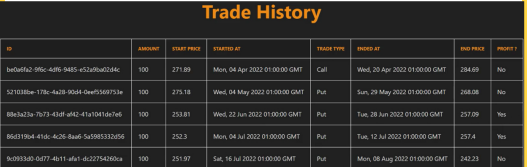 Trade History
ID AMOUNT START PRICE STARTED AT TRADE TYPE ENDED AT END PRICE PROFIT ?
be0a6fa2-9f6c-4df6-9485-e52a9ba02d4c 100 271.89 Mon, 04 Apr 2022 01:00:00 GMT Call Wed, 20 Apr 2022 01:00:00 GMT 284.69 No
521038be-178c-4a28-90d4-0eef5569753e 100 275.18 Wed, 04 May 2022 01:00:00 GMT Put Sun, 29 May 2022 01:00:00 GMT 268.08 No
88e3a23a-7b73-43df-af42-41a1041de7e6 100 253.81 Wed, 22 Jun 2022 01:00:00 GMT Put Tue, 28 Jun 2022 01:00:00 GMT 257.09 Yes
86d319b4-41dc-4c26-8aa6-5a5985332d56 100 252.3 Mon, 04 Jul 2022 01:00:00 GMT Put Tue, 12 Jul 2022 01:00:00 GMT 257.4 Yes
9c0933d0-0d77-4b11-afa1-dc22754260ca 100 251.97 Sat, 16 Jul 2022 01:00:00 GMT Put Mon, 08 Aug 2022 01:00:00 GMT 242.23 No